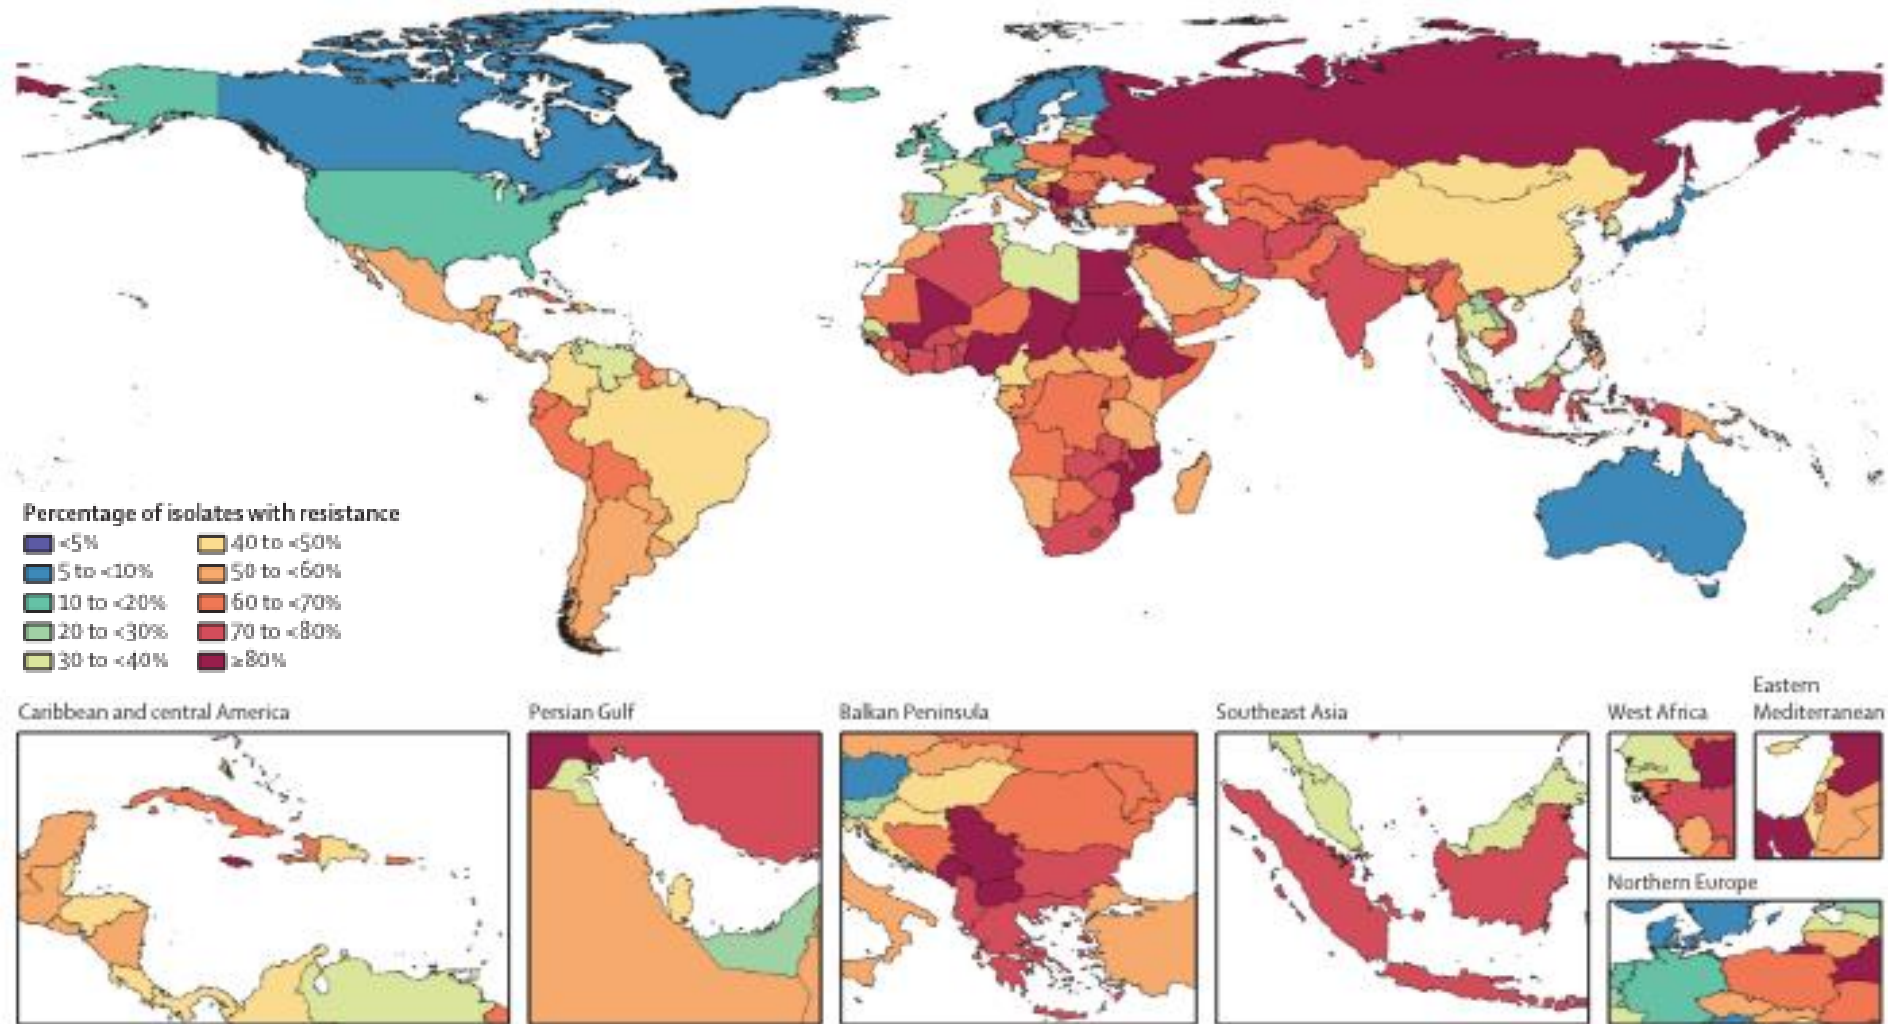 Percentage of isolates with resistance
<5%
5 to <10%
10 to <20%
20 to <30%
30 to <40%
40 to <50%
50 to <60%
60 to <70%
70 to <80%
≥80%
Caribbean and central America
Persian Gulf
Balkan Peninsula
Southeast Asia
West Africa
Eastern
Mediterranean
Northern Europe